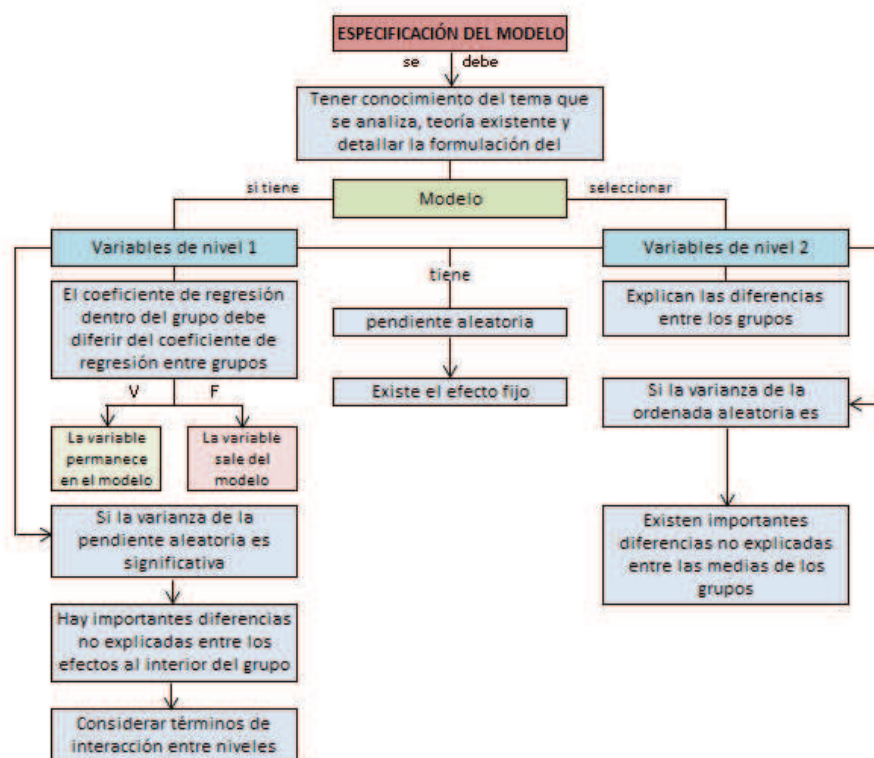 ESPECIFICACIÓN DEL MODELO
se debe
Tener conocimiento del tema que
se analiza, teoría existente y
detallar la formulación del
si tiene
Modelo
seleccionar
Variables de nivel 1
Variables de nivel 2
tiene
El coeficiente de regresión
dentro del grupo debe
diferir del coeficiente de
regresión entre grupos
pendiente aleatoria
Explican las diferencias
entre los grupos
V F
Existe el efecto fijo
Si la varianza de la
ordenada aleatoria es
La variable
permanece
en el modelo
La variable
sale del
modelo
Si la varianza de la
pendiente aleatoria es
significativa
Existen importantes
diferencias no explicadas
entre las medias de los
grupos
Hay importantes diferencias
no explicadas entre los
efectos al interior del grupo
Considerar términos de
interacción entre niveles